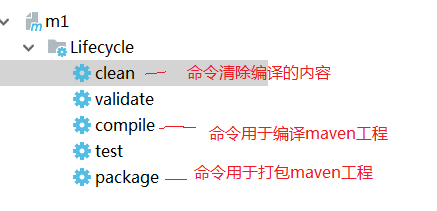 m1
Lifecycle
clean 命令清除编译的内容
validate
compile 命令用于编译maven工程
test
package 命令用于打包maven工程